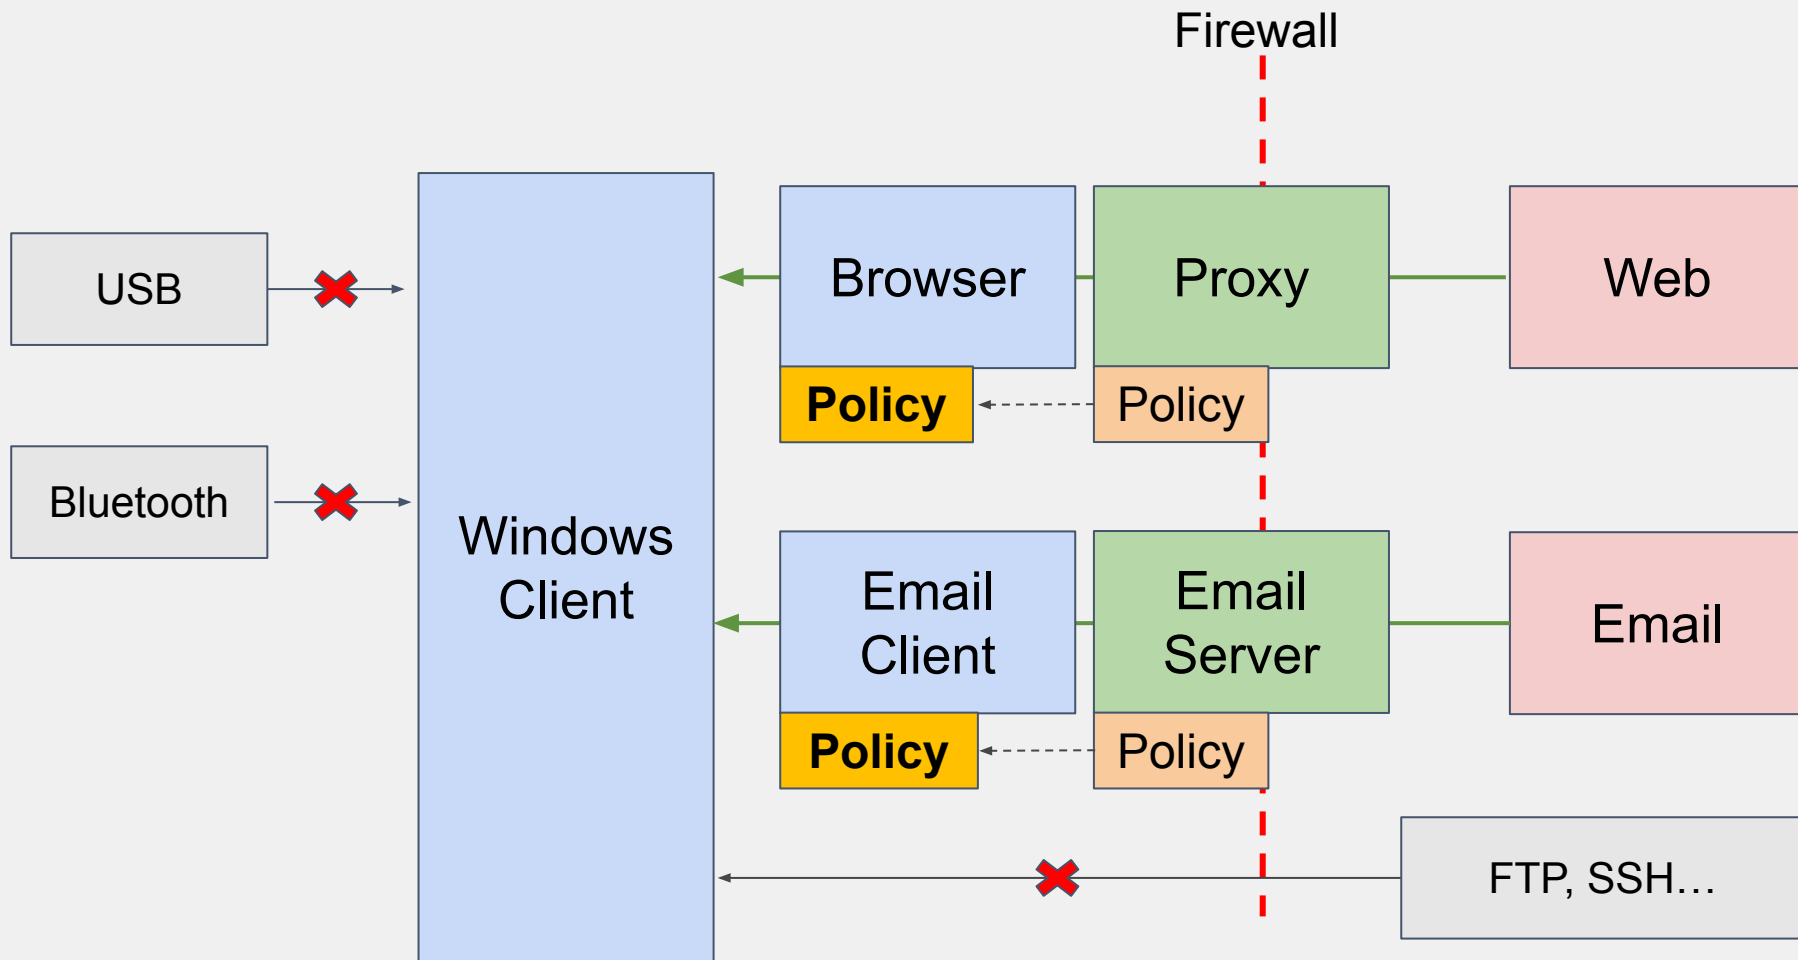 Firewall
USB
Bluetooth
Windows
Client
Browser
Policy
Proxy
Policy
Web
Email
Client
Policy
Email
Server
Policy
Email
FTP, SSH…